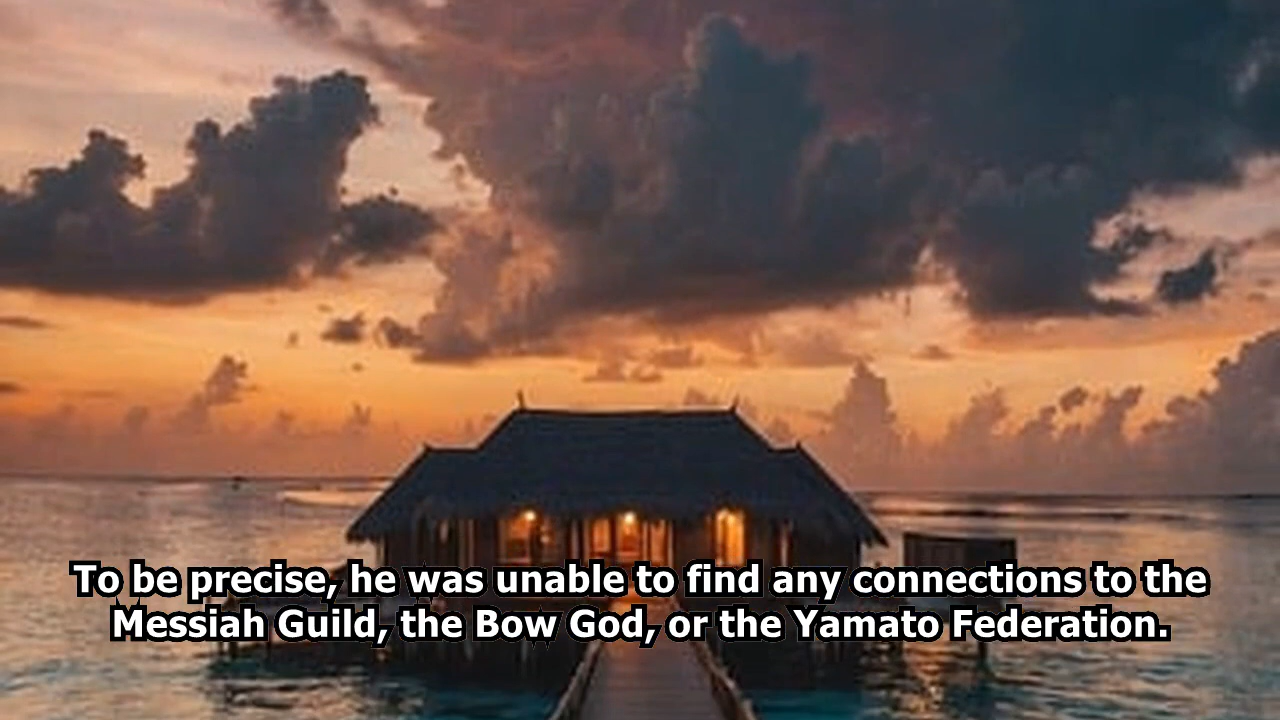 To be precise, he was unable to find any connections to the
Messiah Guild, the Bow God, or the Yamato Federation.